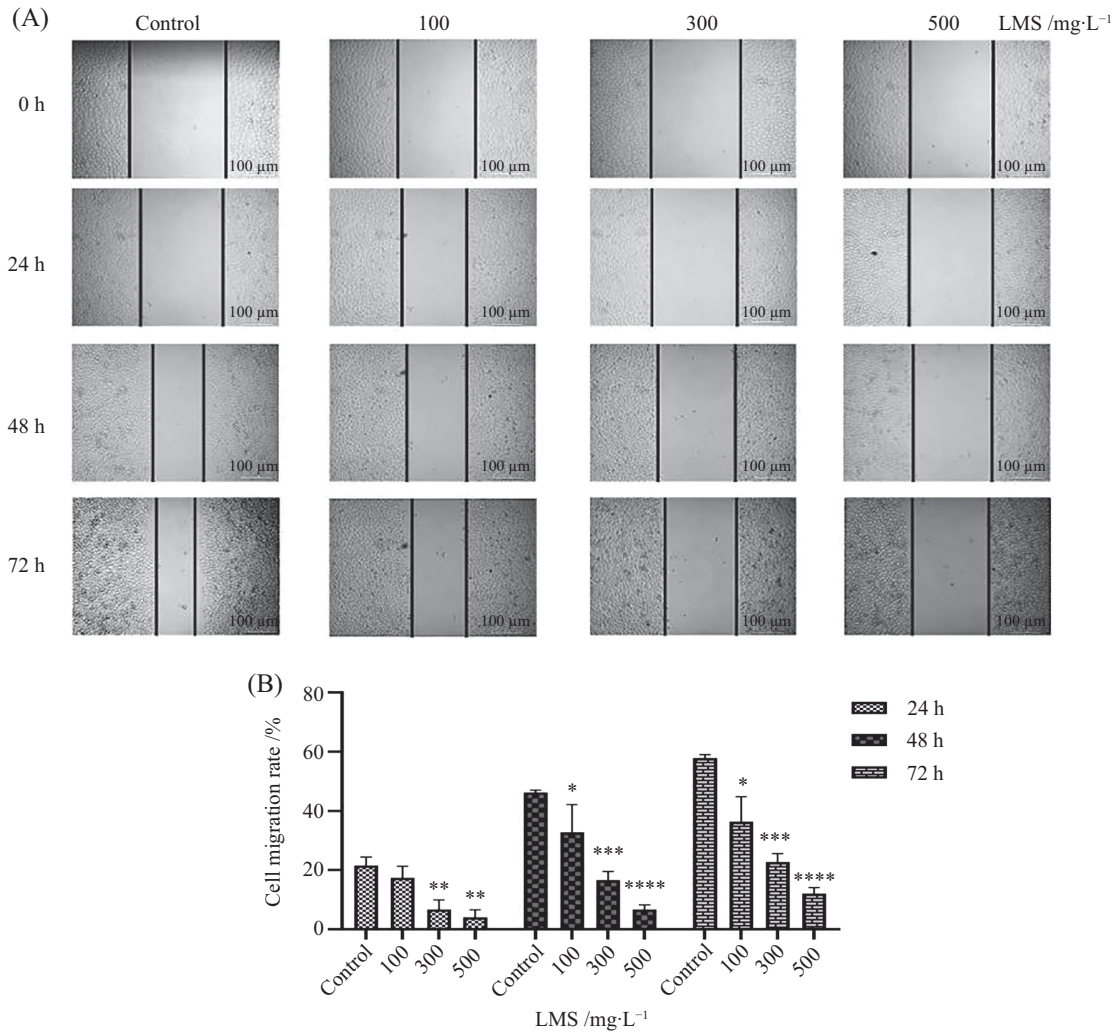 (A)
Control 100 300 500 LMS /mg·L⁻¹
0 h
100 μm 100 μm 100 μm 100 μm
24 h
100 μm 100 μm 100 μm 100 μm
48 h
100 μm 100 μm 100 μm 100 μm
72 h
100 μm 100 μm 100 μm 100 μm
(B)
Cell migration rate /%
80
60
40
20
0
** **
* *** ****
* *** ****
24 h
48 h
72 h
Control 100 300 500 Control 100 300 500 Control 100 300 500
LMS /mg·L⁻¹